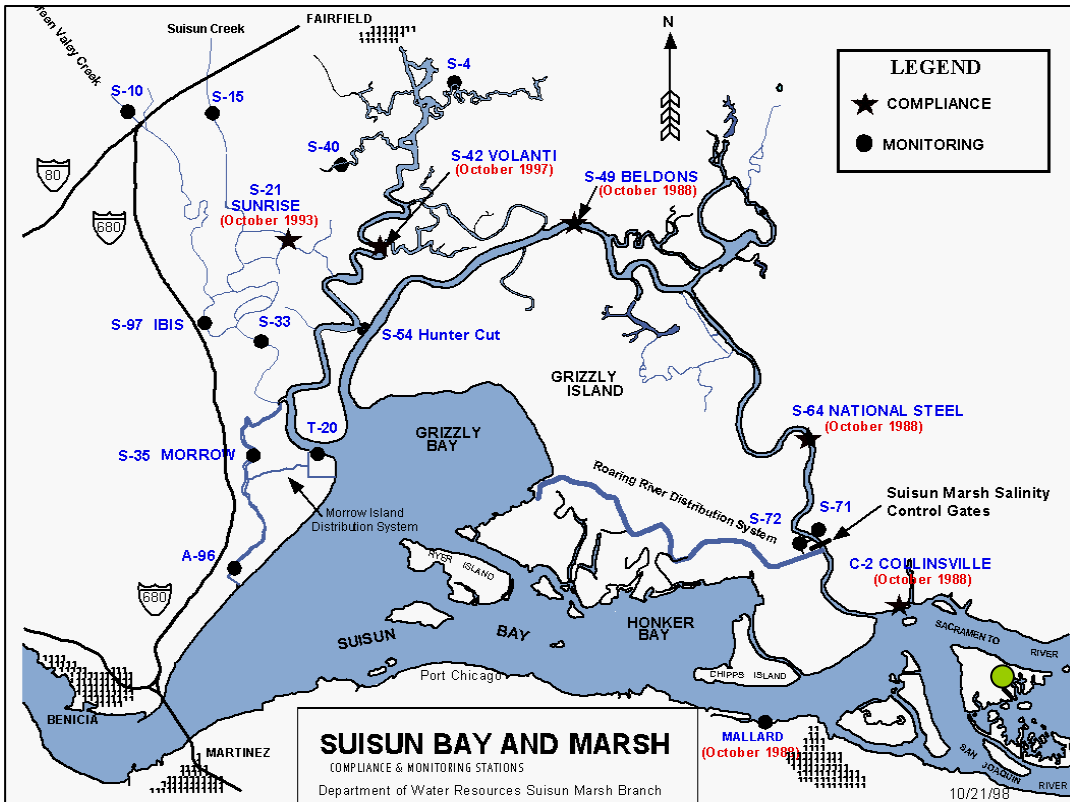 FAIRFIELD
Green Valey Creek
Suisun Creek
N
LEGEND
COMPLIANCE
MONITORING
S-10
S-15
S-4
S-40
80
680
S-42 VOLANTI
(October 1997)
S-49 BELDONS
(October 1988)
S-21
SUNRISE
(October 1993)
S-97 IBIS
S-33
S-54 Hunter Cut
GRIZZLY
ISLAND
S-64 NATIONAL STEEL
(October 1988)
T-20
GRIZZLY
BAY
S-35 MORROW
Morrow Island
Distribution System
Roaring River Distribution System
S-72
S-71
Suisun Marsh Salinity
Control Gates
A-96
RYER ISLAND
C-2 COLLINSVILLE
(October 1988)
680
SUISUN
BAY
HONKER
BAY
SACRAMENTO
RIVER
Port Chicago
CHIPPS ISLAND
BENICIA
MARTINEZ
MALLARD
(October 1988)
SAN JOAQUIN
RIVER
SUISUN BAY AND MARSH
COMPLIANCE & MONITORING STATIONS
Department of Water Resources Suisun Marsh Branch
10/21/98